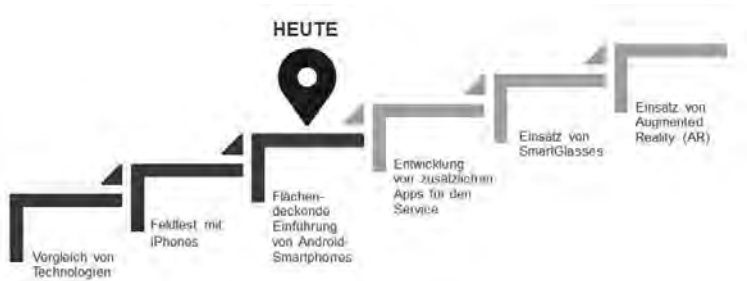 HEUTE
Vergleich von
Technologien
Feldtest mit
iPhones
Flächen-
deckende
Einführung
von Android-
Smartphones
Entwicklung
von zusätzlichen
Apps für den
Service
Einsatz von
SmartGlasses
Einsatz von
Augmented
Reality (AR)